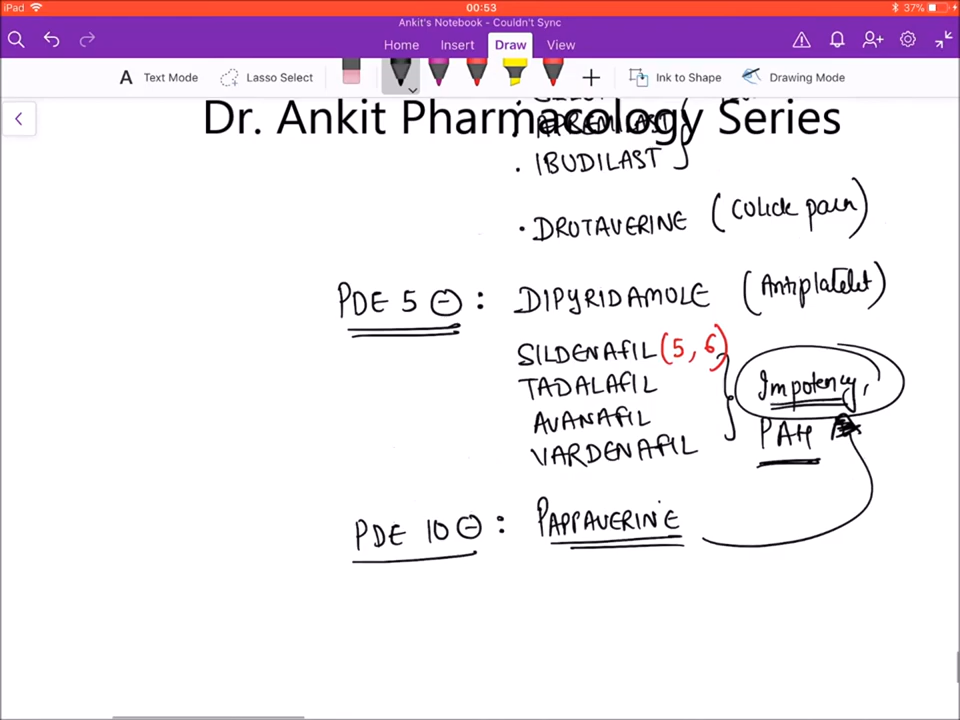 iPad 00:53 37%
Ankit's Notebook - Couldn't Sync
Home Insert Draw View
A Text Mode Lasso Select Ink to Shape Drawing Mode
Dr. Ankit Pharmacology Series
· APREMILAST
· IBUDILAST
· DROTAVERINE (Colick pain)
PDE 5 ⊖ : DIPYRIDAMOLE (Antiplatelet)
SILDENAFIL (5, 6)
TADALAFIL Impotency,
AVANAFIL
PAH
VARDENAFIL
PDE 10 ⊖ : PAPPAVERINE